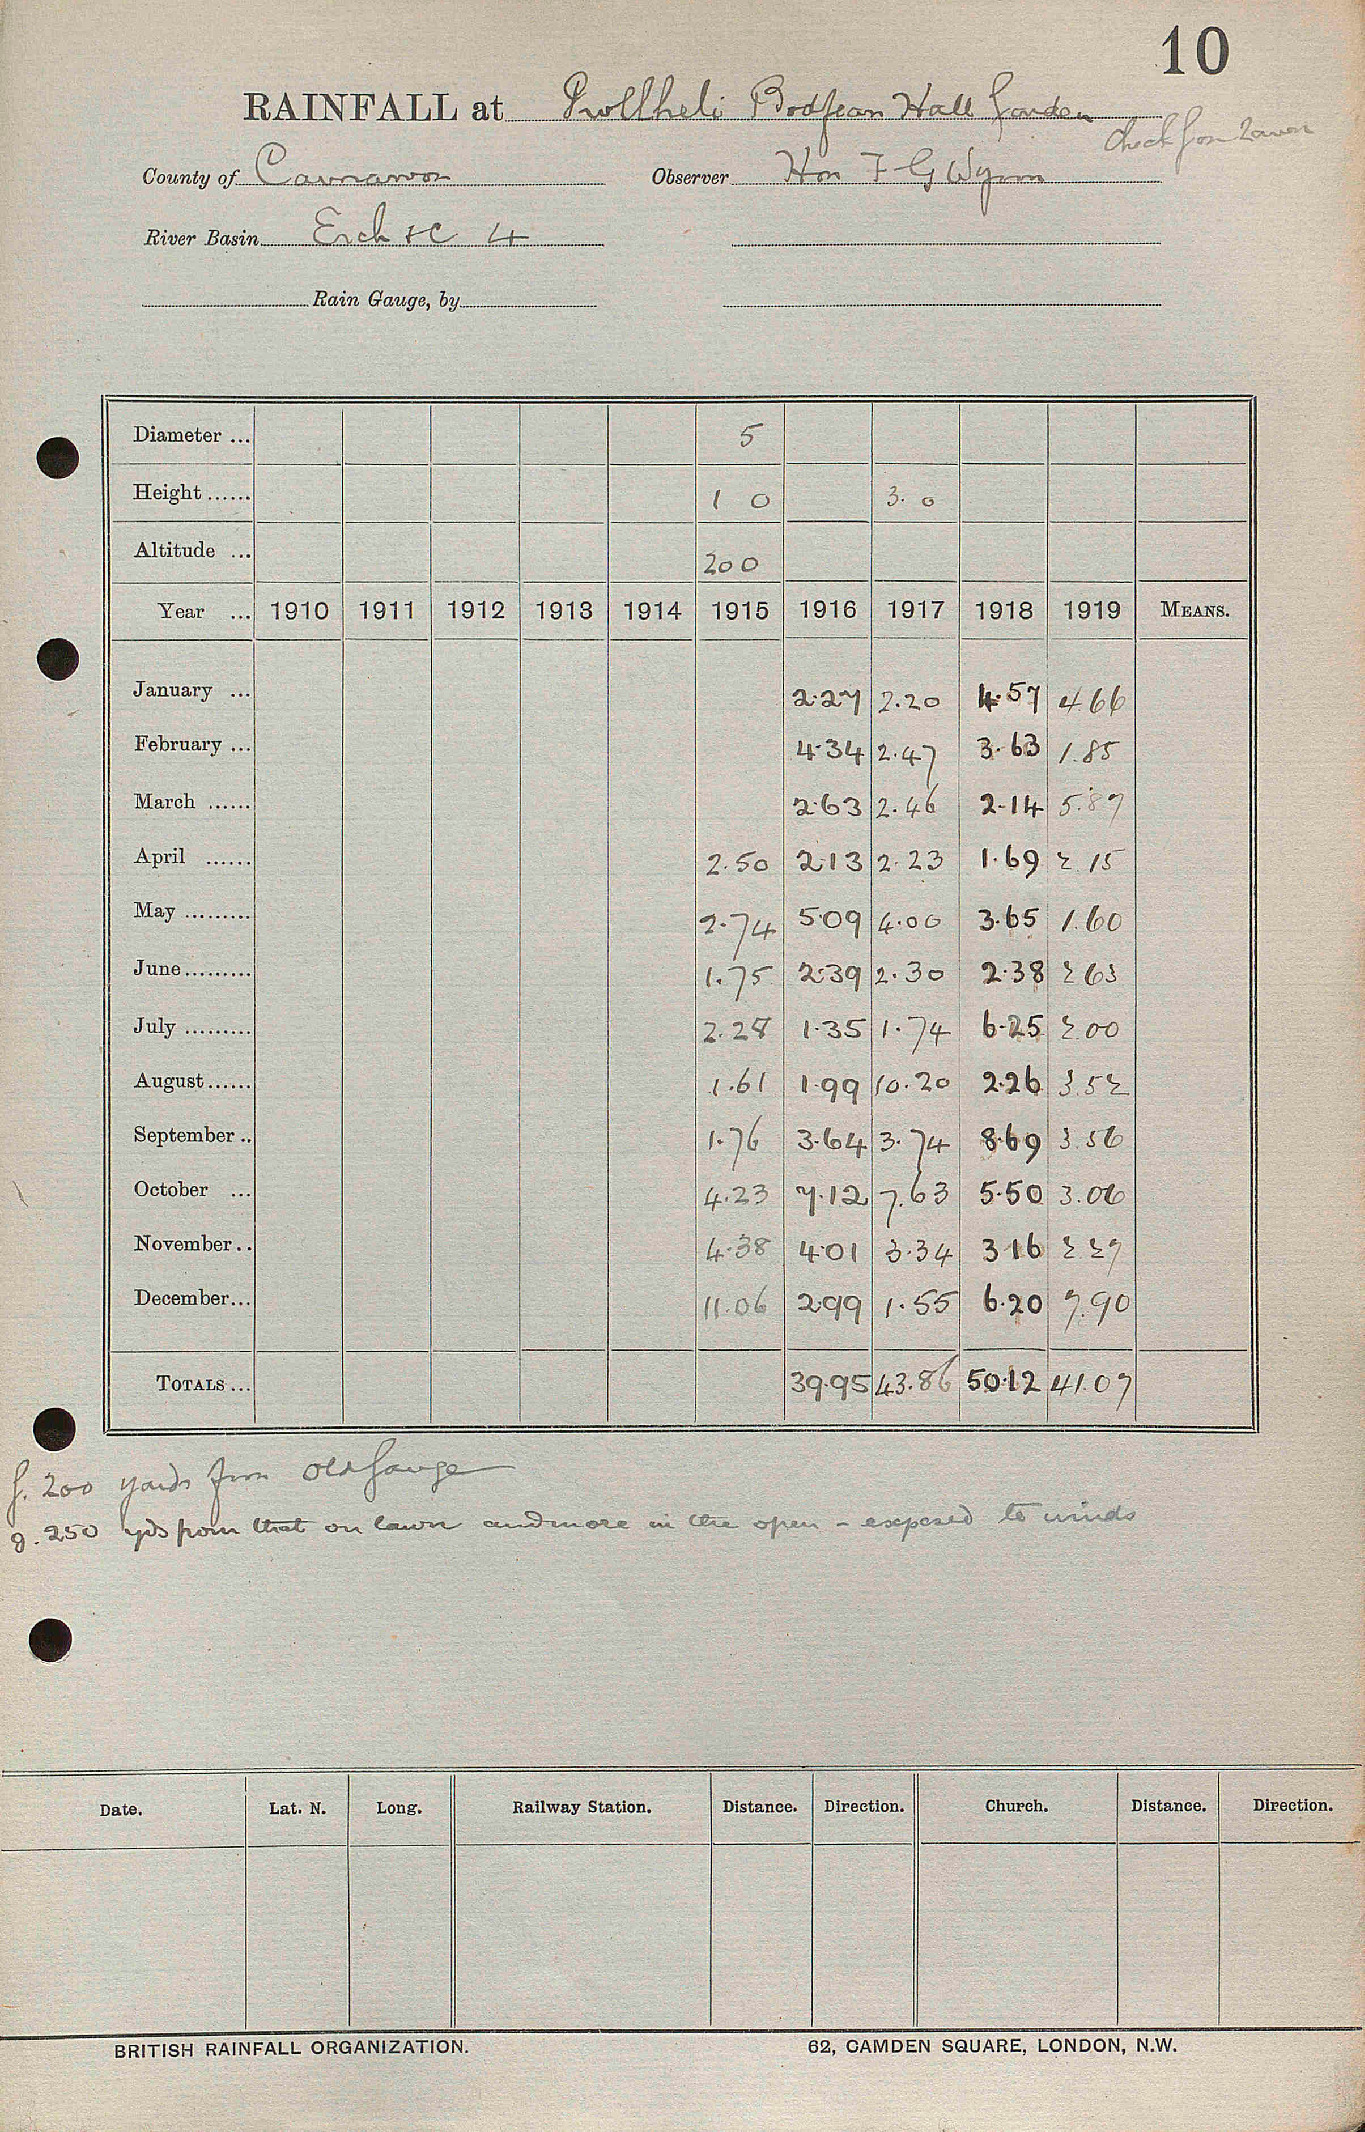 10
RAINFALL at Pwllheli Bodfean Hall Garden
Check for Lawn
County of Carnarvon Observer Hon F G Wynn
River Basin Erch &c 4
Rain Gauge, by
Diameter ... 5
Height ...... 1 0 3. 0
Altitude ... 200
Year ... 1910 1911 1912 1913 1914 1915 1916 1917 1918 1919 MEANS.
January ... 2.27 2.20 4.57 4.66
February ... 4.34 2.47 3.63 1.85
March ...... 2.63 2.46 2.14 5.87
April ...... 2.50 2.13 2.23 1.69 2.15
May ......... 2.74 5.09 4.00 3.65 1.60
June ......... 1.75 2.39 2.30 2.38 2.63
July ......... 2.28 1.35 1.74 6.25 2.00
August ...... 1.61 1.99 10.20 2.26 3.52
September .. 1.76 3.64 3.74 8.69 3.56
October ... 4.23 7.12 7.63 5.50 3.06
November .. 4.38 4.01 3.34 3.16 2.27
December ... 11.06 2.99 1.55 6.20 7.90
TOTALS ... 39.95 43.86 50.12 41.07
f. 200 yards from old gauge
g. 250 yds from that on lawn and more in the open - exposed to winds
Date. Lat. N. Long. Railway Station. Distance. Direction. Church. Distance. Direction.
BRITISH RAINFALL ORGANIZATION. 62, CAMDEN SQUARE, LONDON, N.W.